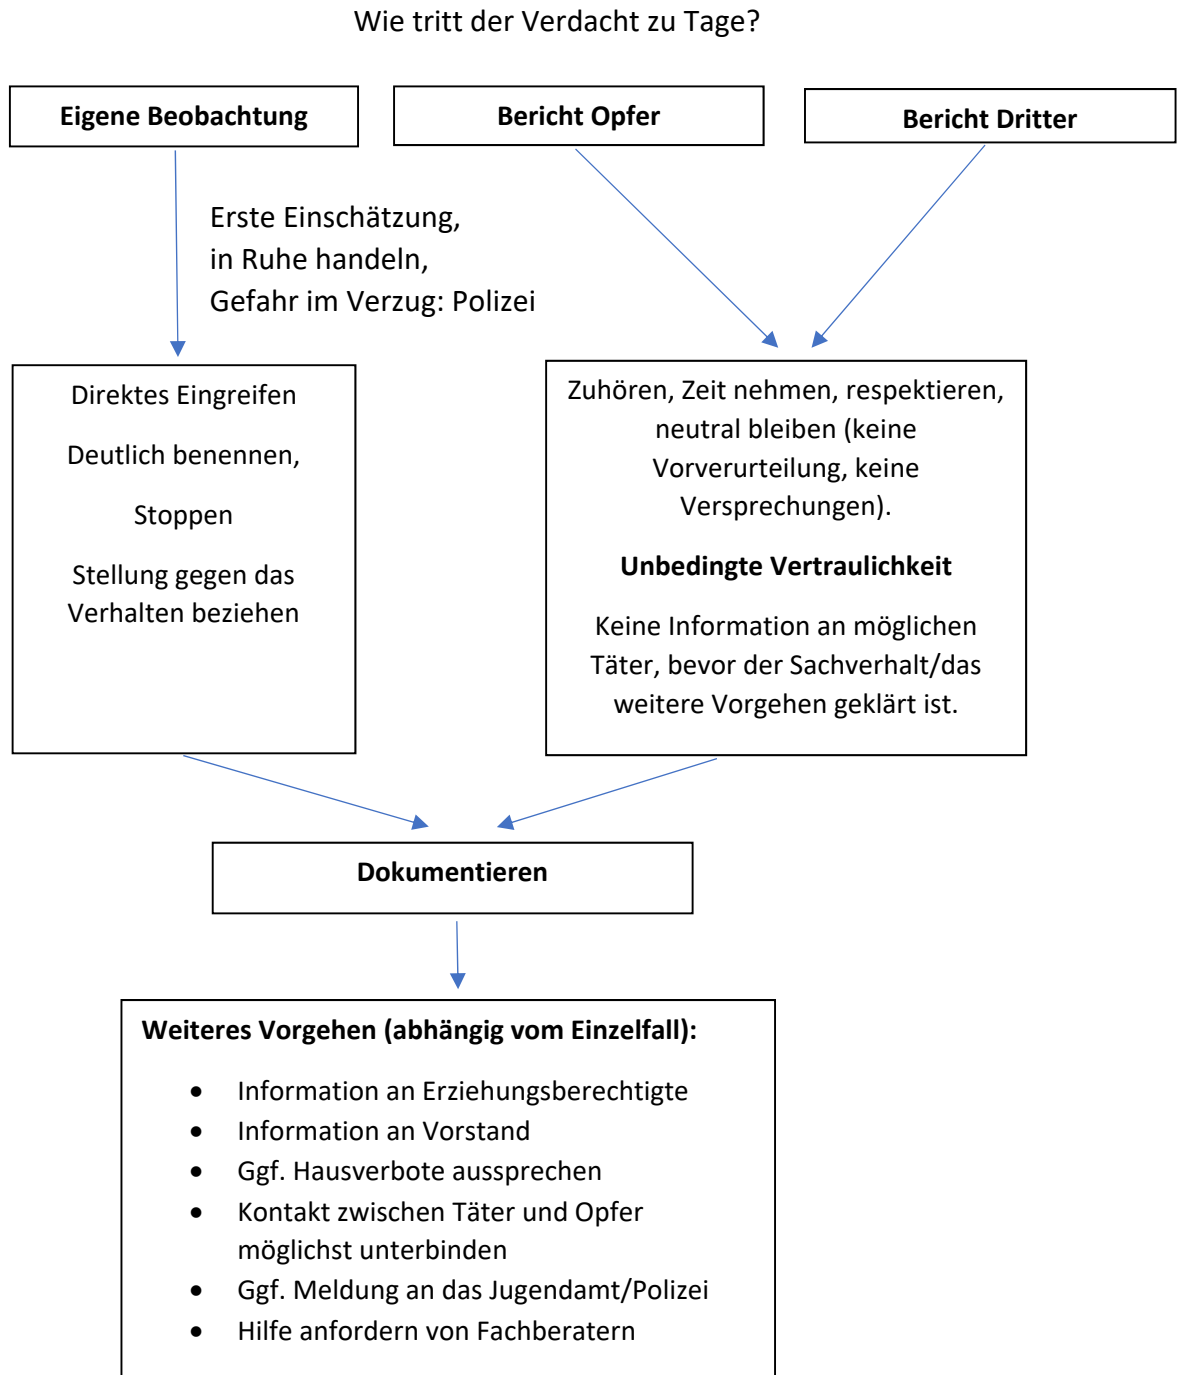 Wie tritt der Verdacht zu Tage?
Eigene Beobachtung
Bericht Opfer
Bericht Dritter
Erste Einschätzung,
in Ruhe handeln,
Gefahr im Verzug: Polizei
Direktes Eingreifen
Deutlich benennen,
Stoppen
Stellung gegen das
Verhalten beziehen
Zuhören, Zeit nehmen, respektieren,
neutral bleiben (keine
Vorverurteilung, keine
Versprechungen).
Unbedingte Vertraulichkeit
Keine Information an möglichen
Täter, bevor der Sachverhalt/das
weitere Vorgehen geklärt ist.
Dokumentieren
Weiteres Vorgehen (abhängig vom Einzelfall):
• Information an Erziehungsberechtigte
• Information an Vorstand
• Ggf. Hausverbote aussprechen
• Kontakt zwischen Täter und Opfer
möglichst unterbinden
• Ggf. Meldung an das Jugendamt/Polizei
• Hilfe anfordern von Fachberatern